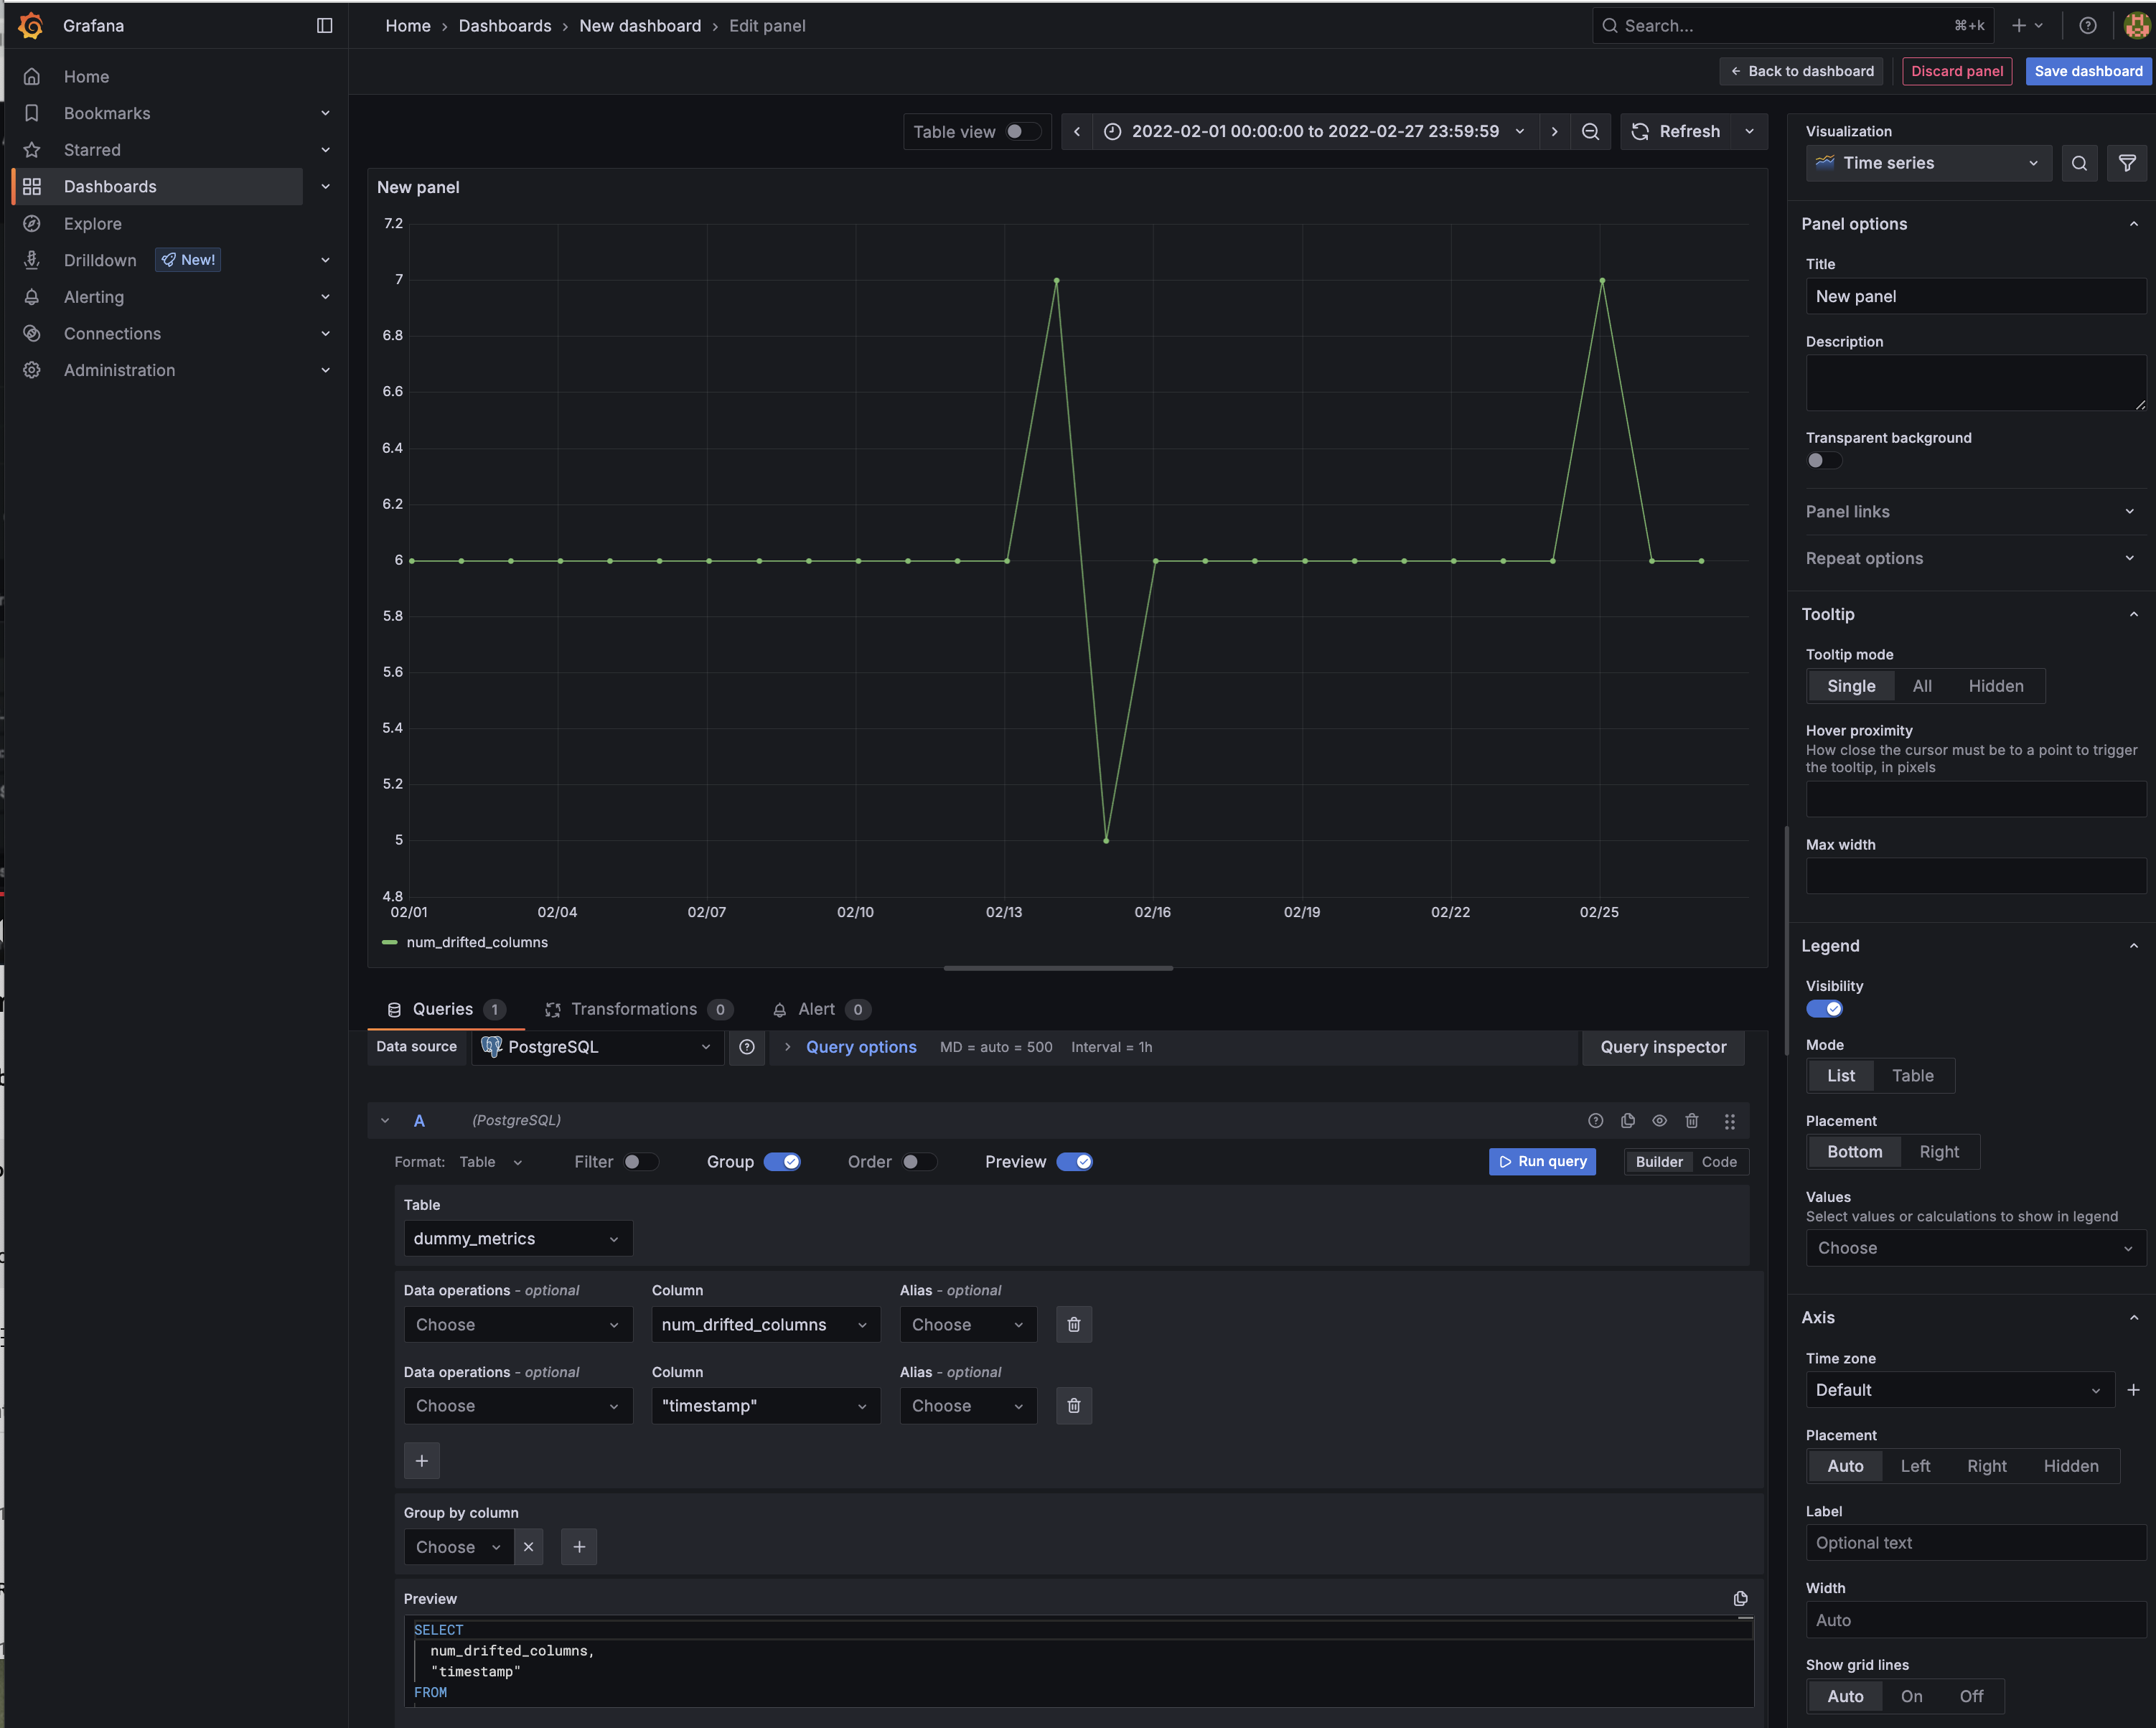 Grafana
Home › Dashboards › New dashboard › Edit panel
Search...
⌘+k
Back to dashboard
Discard panel
Save dashboard
Home
Bookmarks
Starred
Dashboards
Explore
Drilldown
New!
Alerting
Connections
Administration
Table view
2022-02-01 00:00:00 to 2022-02-27 23:59:59
Refresh
New panel
7.2
7
6.8
6.6
6.4
6.2
6
5.8
5.6
5.4
5.2
5
4.8
02/01 02/04 02/07 02/10 02/13 02/16 02/19 02/22 02/25
num_drifted_columns
Queries 1
Transformations 0
Alert 0
Data source
PostgreSQL
Query options
MD = auto = 500
Interval = 1h
Query inspector
A
(PostgreSQL)
Format: Table
Filter
Group
Order
Preview
Run query
Builder
Code
Table
dummy_metrics
Data operations - optional
Column
Alias - optional
Choose
num_drifted_columns
Choose
Data operations - optional
Column
Alias - optional
Choose
"timestamp"
Choose
Group by column
Choose
Preview
SELECT
num_drifted_columns,
"timestamp"
FROM
Visualization
Time series
Panel options
Title
New panel
Description
Transparent background
Panel links
Repeat options
Tooltip
Tooltip mode
Single All Hidden
Hover proximity
How close the cursor must be to a point to trigger
the tooltip, in pixels
Max width
Legend
Visibility
Mode
List Table
Placement
Bottom Right
Values
Select values or calculations to show in legend
Choose
Axis
Time zone
Default
Placement
Auto Left Right Hidden
Label
Optional text
Width
Auto
Show grid lines
Auto On Off